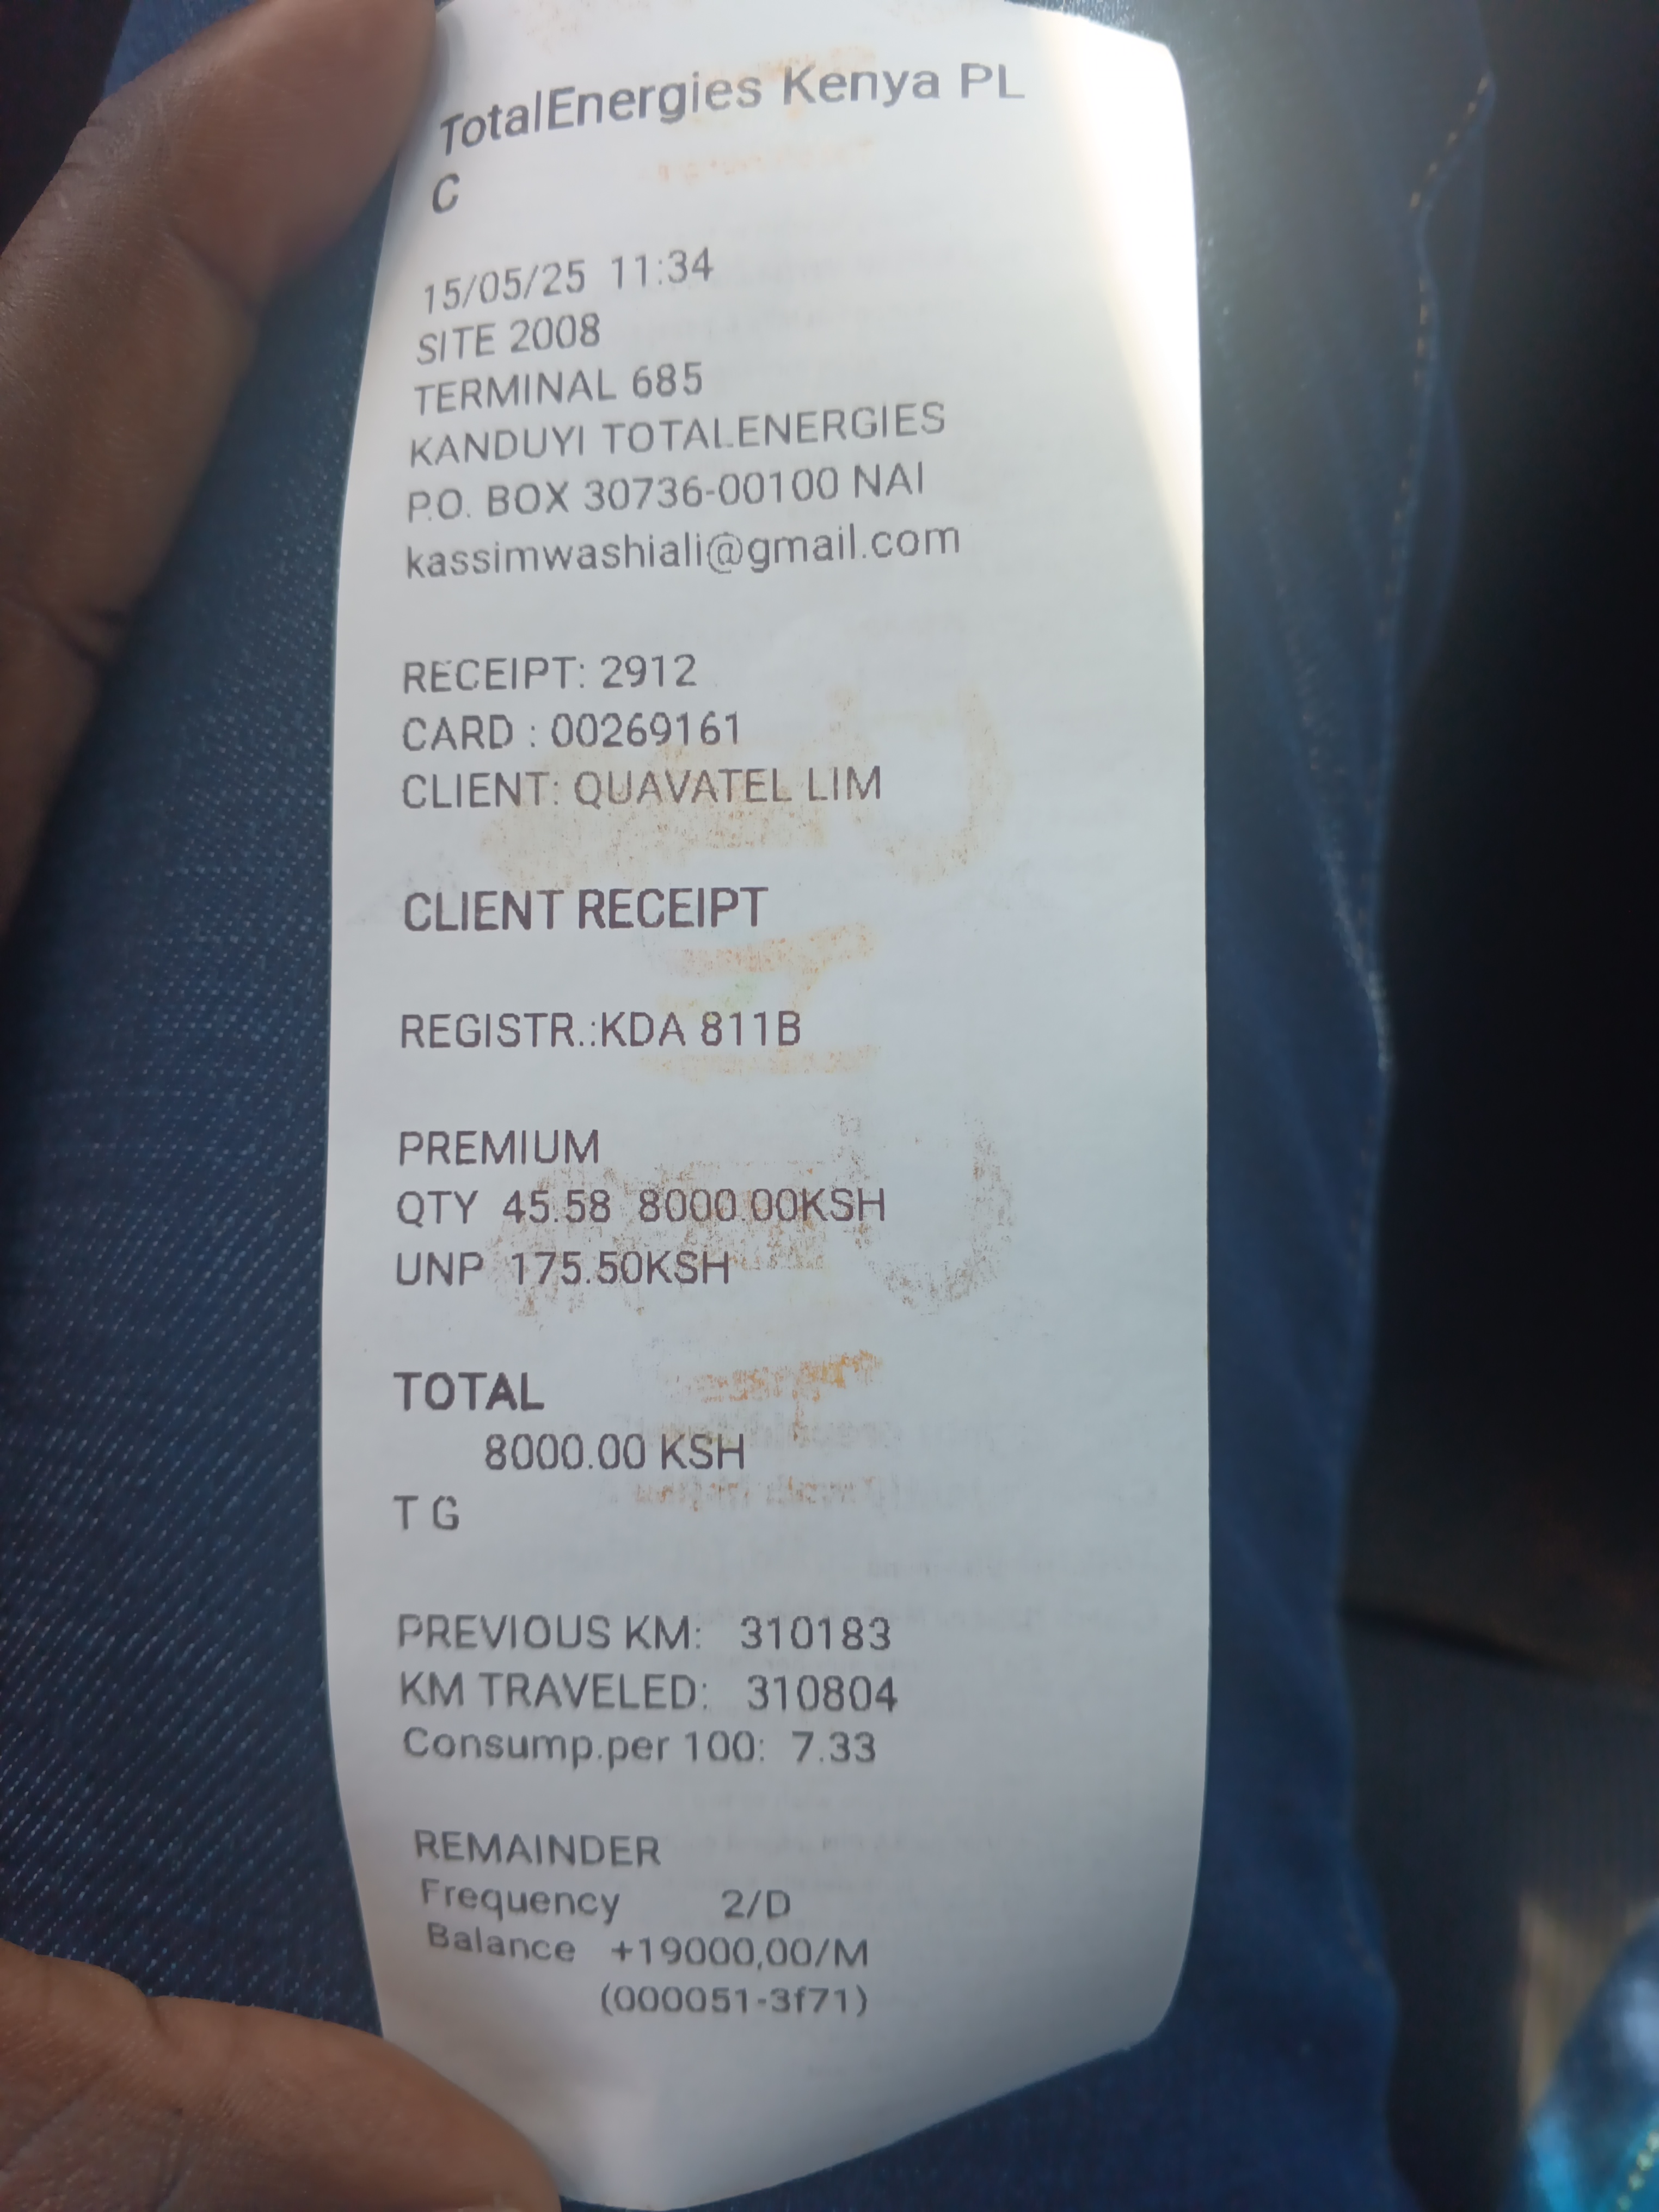 TotalEnergies Kenya PL
C
15/05/25 11:34
SITE 2008
TERMINAL 685
KANDUYI TOTALENERGIES
P.O. BOX 30736-00100 NAI
kassimwashiali@gmail.com
RECEIPT: 2912
CARD : 00269161
CLIENT: QUAVATEL LIM
CLIENT RECEIPT
REGISTR.:KDA 811B
PREMIUM
QTY 45.58 8000.00KSH
UNP 175.50KSH
TOTAL
8000.00 KSH
T G
PREVIOUS KM: 310183
KM TRAVELED: 310804
Consump.per 100: 7.33
REMAINDER
Frequency 2/D
Balance +19000,00/M
(000051-3f71)